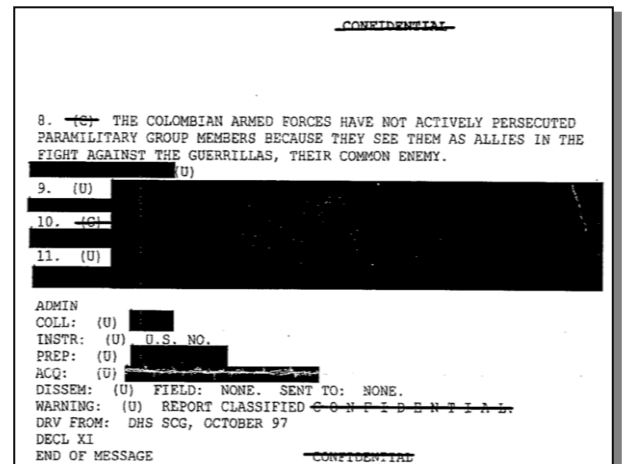 CONFIDENTIAL
8. (C) THE COLOMBIAN ARMED FORCES HAVE NOT ACTIVELY PERSECUTED
PARAMILITARY GROUP MEMBERS BECAUSE THEY SEE THEM AS ALLIES IN THE
FIGHT AGAINST THE GUERRILLAS, THEIR COMMON ENEMY.
(U)
9. (U)
10. (C)
11. (U)
ADMIN
COLL: (U)
INSTR: (U) U.S. NO.
PREP: (U)
ACQ: (U)
DISSEM: (U) FIELD: NONE. SENT TO: NONE.
WARNING: (U) REPORT CLASSIFIED C O N F I D E N T I A L.
DRV FROM: DHS SCG, OCTOBER 97
DECL XI
END OF MESSAGE CONFIDENTIAL